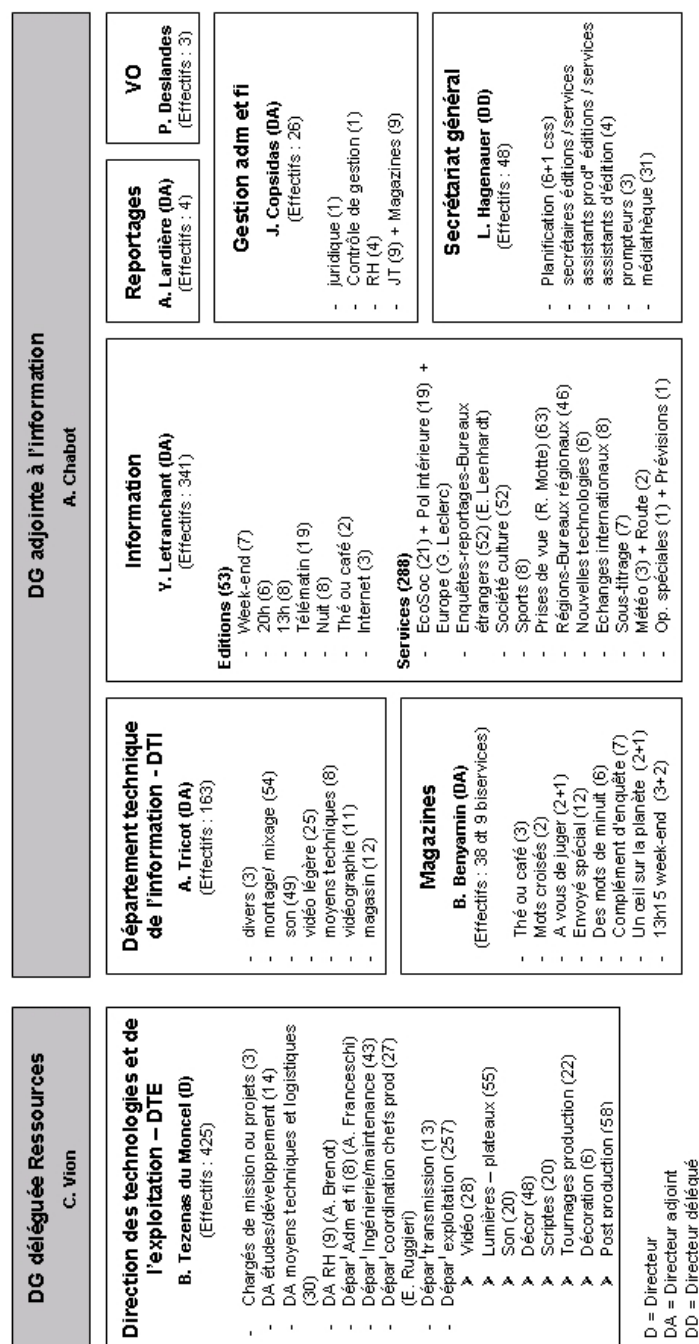 DG déléguée Ressources
C. Vion
Direction des technologies et de
l'exploitation – DTE
B. Tezenas du Moncel (D)
(Effectifs : 425)
- Chargés de mission ou projets (3)
- DA études/développement (14)
- DA moyens techniques et logistiques
(30)
- DA RH (9) (A. Brenot)
- Dépar' Adm et fi (8) (A. Franceschi)
- Dépar' Ingénierie/maintenance (43)
- Dépar' coordination chefs prod (27)
(E. Ruggieri)
- Dépar' transmission (13)
- Dépar' exploitation (257)
➤ Vidéo (28)
➤ Lumières – plateaux (55)
➤ Son (20)
➤ Décor (48)
➤ Scriptes (20)
➤ Tournages production (22)
➤ Décoration (6)
➤ Post production (58)
D = Directeur
DA = Directeur adjoint
DD = Directeur délégué
DG adjointe à l'information
A. Chabot
Département technique
de l'information - DTI
A. Tricot (DA)
(Effectifs : 163)
- divers (3)
- montage/ mixage (54)
- son (49)
- vidéo légère (25)
- moyens techniques (8)
- vidéographie (11)
- magasin (12)
Magazines
B. Benyamin (DA)
(Effectifs : 38 dt 9 biservices)
- Thé ou café (3)
- Mots croisés (2)
- A vous de juger (2+1)
- Envoyé spécial (12)
- Des mots de minuit (6)
- Complément d'enquête (7)
- Un œil sur la planète (2+1)
- 13h15 week-end (3+2)
Information
Y. Letranchant (DA)
(Effectifs : 341)
Editions (53)
- Week-end (7)
- 20h (6)
- 13h (8)
- Télématin (19)
- Nuit (8)
- Thé ou café (2)
- Internet (3)
Services (288)
- EcoSoc (21) + Pol intérieure (19) +
Europe (G. Leclerc)
- Enquêtes-reportages-Bureaux
étrangers (52) (E. Leenhardt)
- Société culture (52)
- Sports (8)
- Prises de vue (R. Motte) (63)
- Régions-Bureaux régionaux (46)
- Nouvelles technologies (6)
- Echanges internationaux (8)
- Sous-titrage (7)
- Météo (3) + Route (2)
- Op. spéciales (1) + Prévisions (1)
Reportages
A. Lardière (DA)
(Effectifs : 4)
VO
P. Deslandes
(Effectifs : 3)
Gestion adm et fi
J. Copsidas (DA)
(Effectifs : 26)
- juridique (1)
- Contrôle de gestion (1)
- RH (4)
- JT (9) + Magazines (9)
Secrétariat général
L. Hagenauer (DD)
(Effectifs : 48)
- Planification (6+1 css)
- secrétaires éditions / services
- assistants prod° éditions / services
- assistants d'édition (4)
- prompteurs (3)
- médiathèque (31)